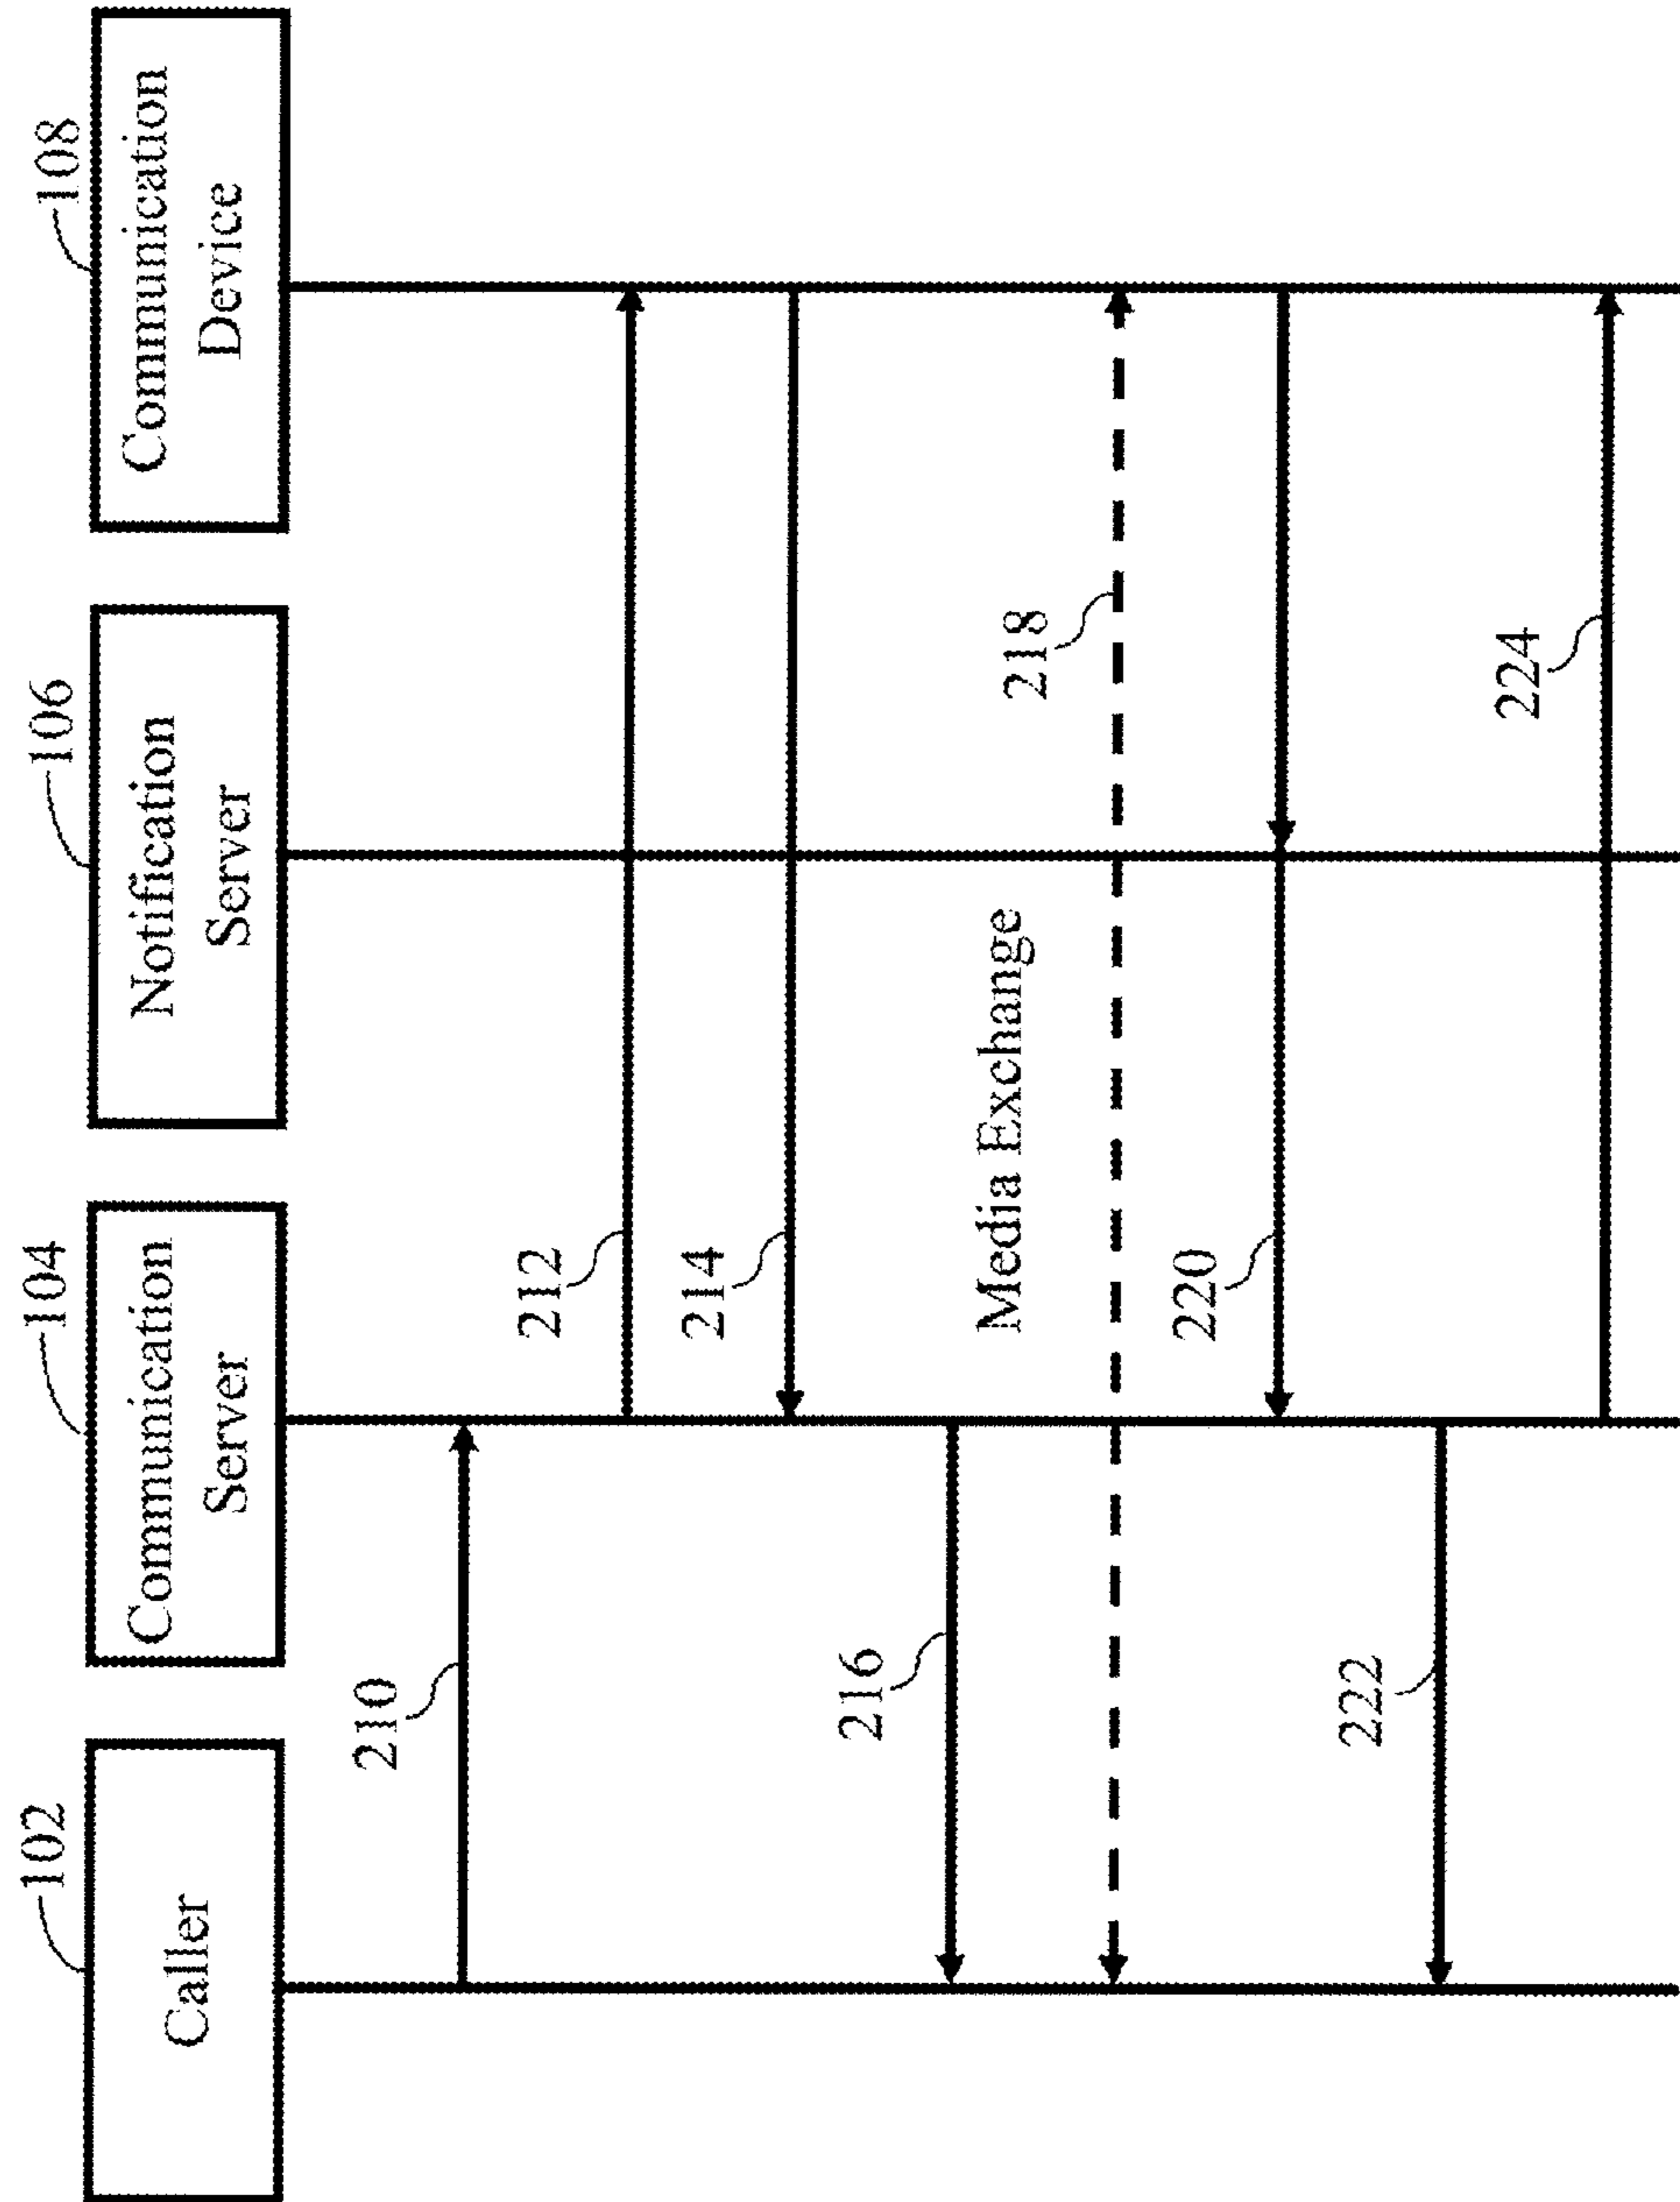 102
104
106
108
Caller
Communication
Server
Notification
Server
Communication
Device
210
212
214
216
Media Exchange
218
220
222
224